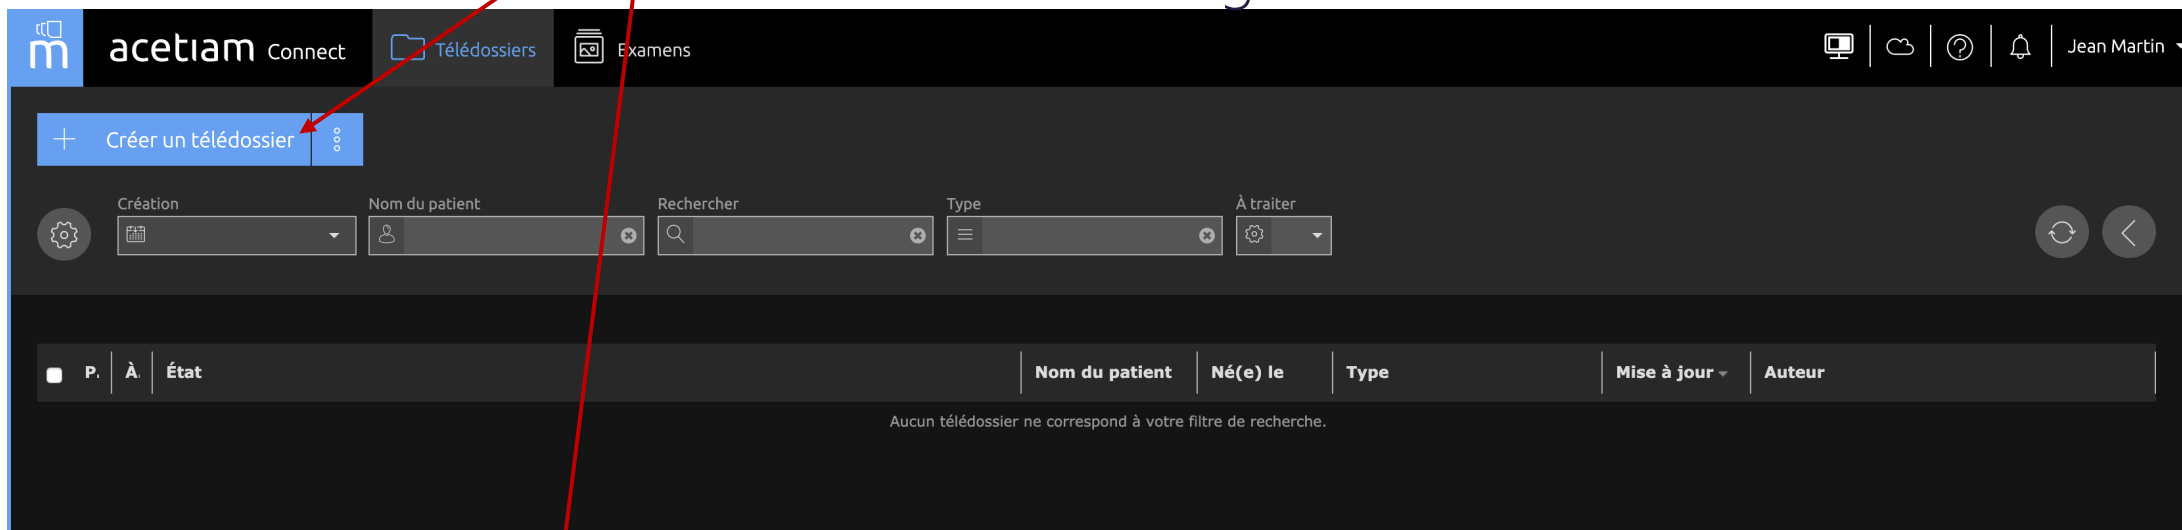 m acetiam Connect Télédossiers Examens Jean Martin
+ Créer un télédossier
Création Nom du patient Rechercher Type À traiter
P. À. État Nom du patient Né(e) le Type Mise à jour Auteur
Aucun télédossier ne correspond à votre filtre de recherche.